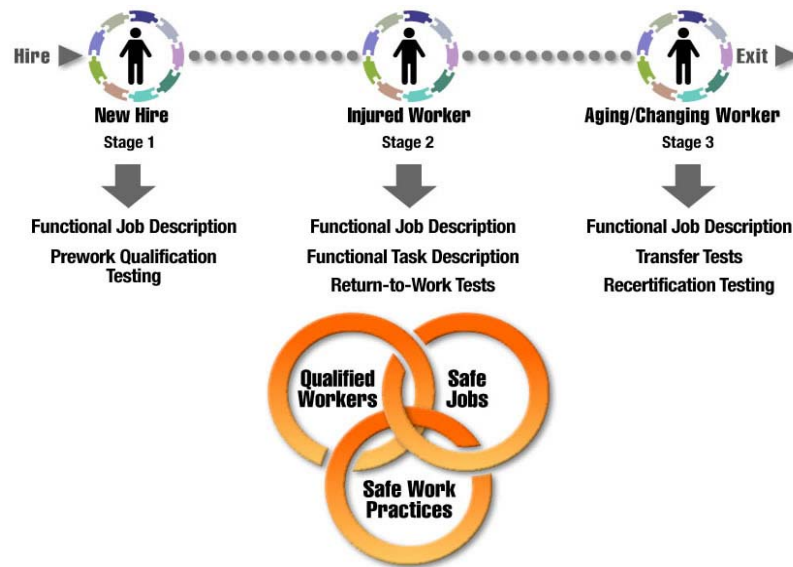 Hire
Exit
New Hire
Injured Worker
Aging/Changing Worker
Stage 1
Stage 2
Stage 3
Functional Job Description
Prework Qualification
Testing
Functional Job Description
Functional Task Description
Return-to-Work Tests
Functional Job Description
Transfer Tests
Recertification Testing
Qualified
Workers
Safe
Jobs
Safe Work
Practices